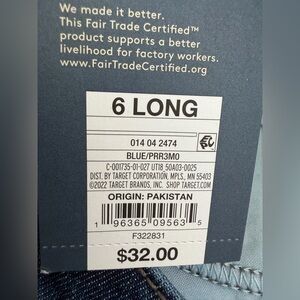 We made it better.
This Fair Trade Certified™
product supports a better
livelihood for factory workers.
www.FairTradeCertified.org
6 LONG
014 04 2474
BLUE/PRR3M0
C-001735-01-027 UT18_50A03-0025
DIST. BY TARGET CORPORATION, MPLS, MN 55403
©2022 TARGET BRANDS, INC. SHOP TARGET.COM
ORIGIN: PAKISTAN
1 96365 09563 5
F322831
$32.00